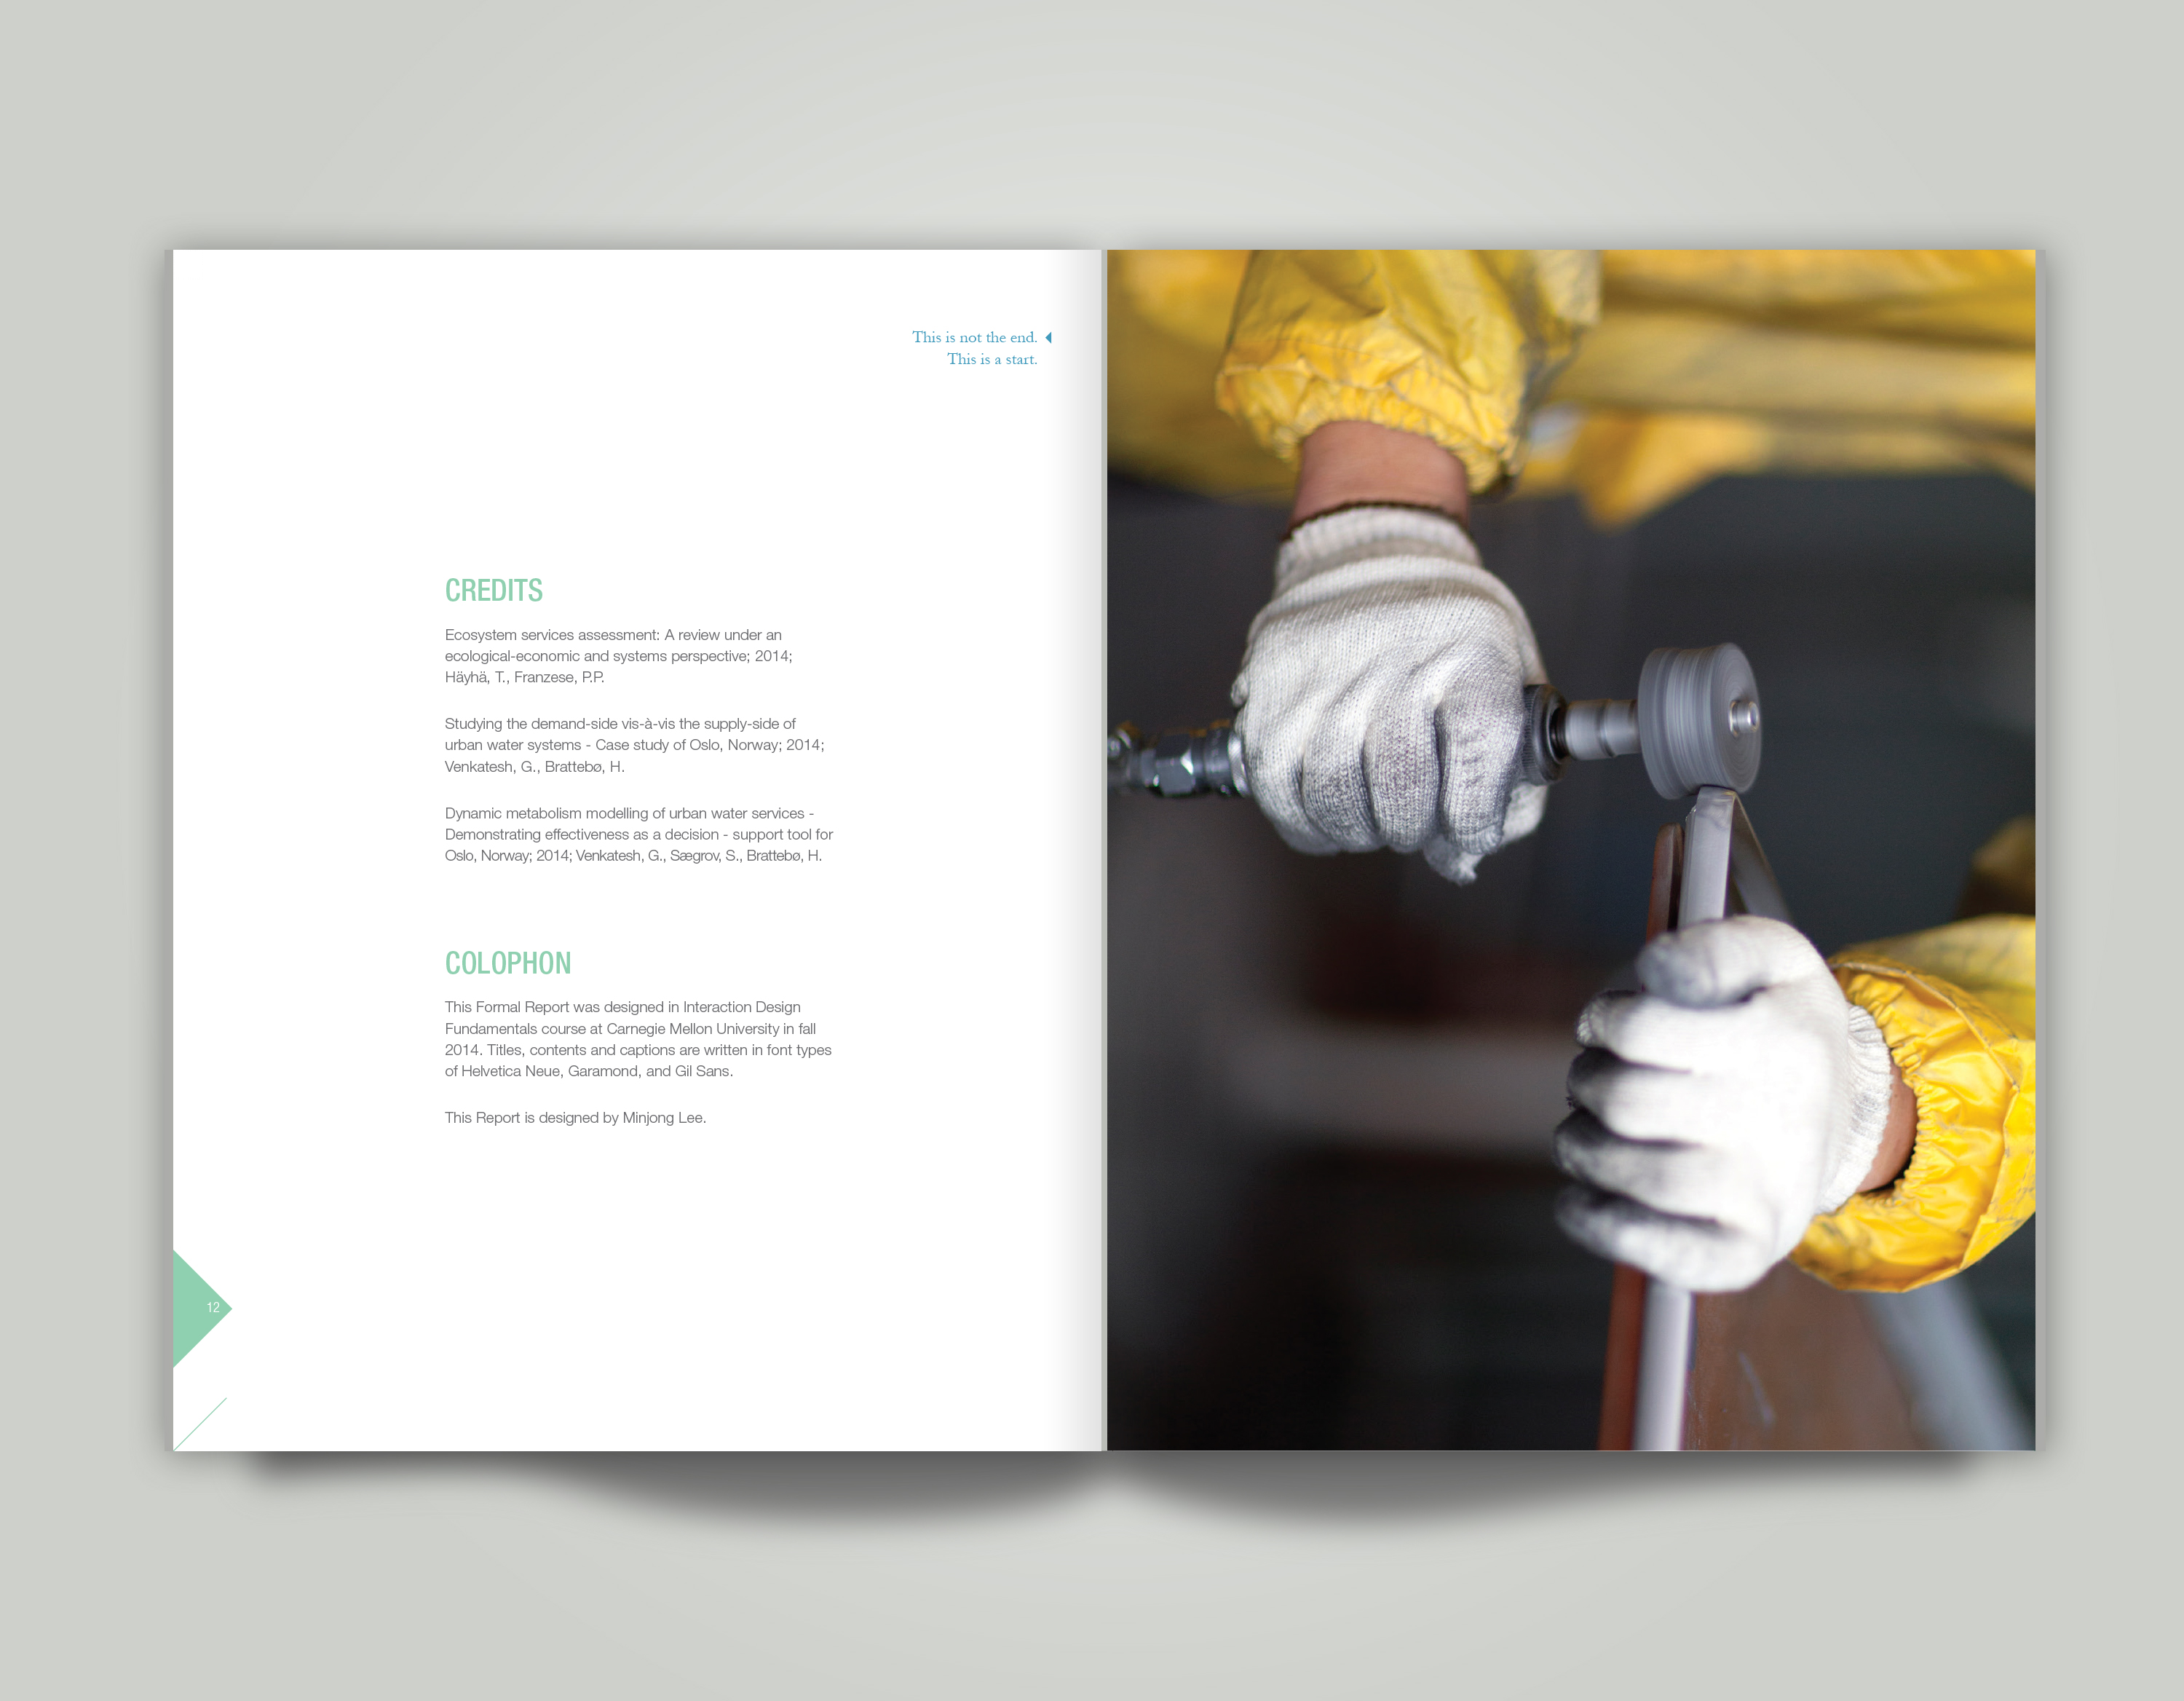 This is not the end.
This is a start.
CREDITS
Ecosystem services assessment: A review under an
ecological-economic and systems perspective; 2014;
Häyhä, T., Franzese, P.P.
Studying the demand-side vis-à-vis the supply-side of
urban water systems - Case study of Oslo, Norway; 2014;
Venkatesh, G., Brattebø, H.
Dynamic metabolism modelling of urban water services -
Demonstrating effectiveness as a decision - support tool for
Oslo, Norway; 2014; Venkatesh, G., Sægrov, S., Brattebø, H.
COLOPHON
This Formal Report was designed in Interaction Design
Fundamentals course at Carnegie Mellon University in fall
2014. Titles, contents and captions are written in font types
of Helvetica Neue, Garamond, and Gil Sans.
This Report is designed by Minjong Lee.
12